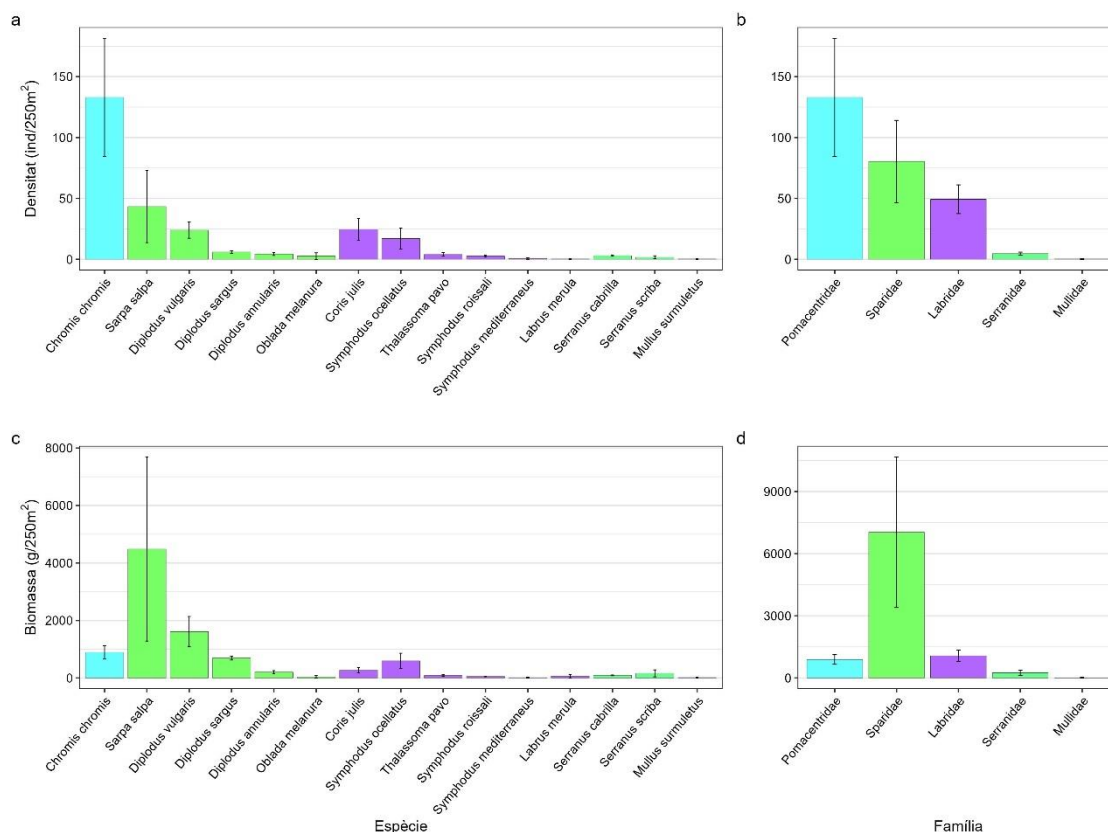 a
b
Densitat (ind/250m²)
150
100
50
0
150
100
50
0
Chromis chromis
Sarpa salpa
Diplodus vulgaris
Diplodus sargus
Diplodus annularis
Oblada melanura
Coris julis
Symphodus ocellatus
Thalassoma pavo
Symphodus roissali
Symphodus mediterraneus
Labrus merula
Serranus cabrilla
Serranus scriba
Mullus surmuletus
Pomacentridae
Sparidae
Labridae
Serranidae
Mullidae
c
d
Biomassa (g/250m²)
8000
6000
4000
2000
0
9000
6000
3000
0
Chromis chromis
Sarpa salpa
Diplodus vulgaris
Diplodus sargus
Diplodus annularis
Oblada melanura
Coris julis
Symphodus ocellatus
Thalassoma pavo
Symphodus roissali
Symphodus mediterraneus
Labrus merula
Serranus cabrilla
Serranus scriba
Mullus surmuletus
Pomacentridae
Sparidae
Labridae
Serranidae
Mullidae
Espècie
Família